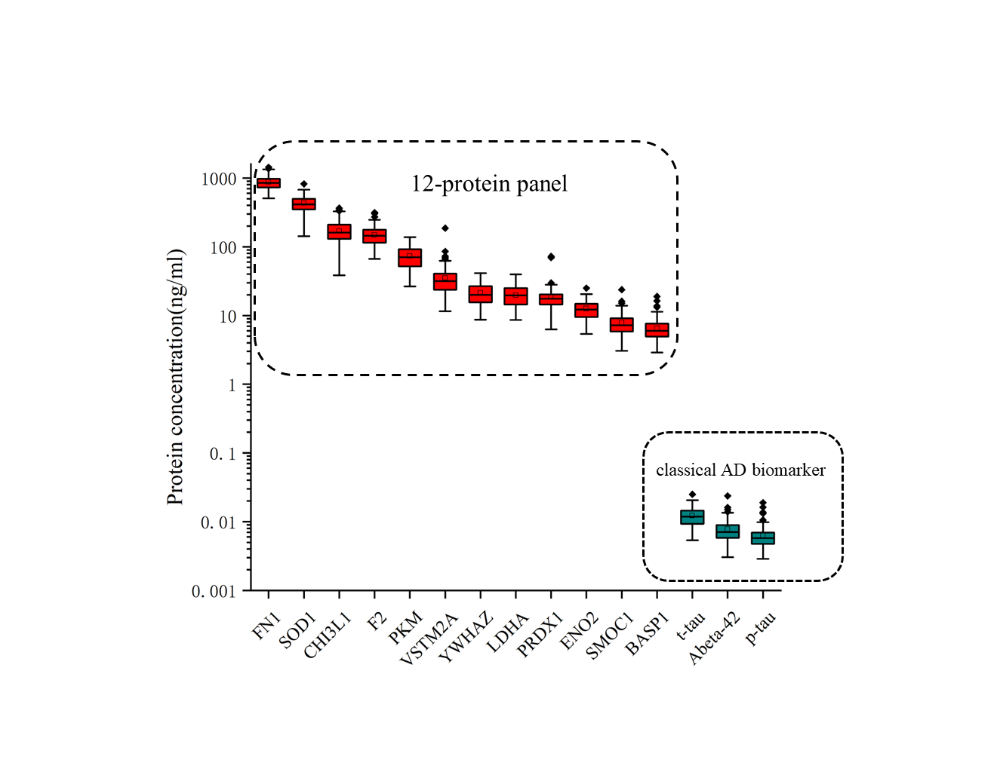 12-protein panel
Protein concentration(ng/ml)
1000
100
10
1
0.1
0.01
0.001
classical AD biomarker
FN1
SOD1
CHI3L1
F2
PKM
VSTM2A
YWHAZ
LDHA
PRDX1
ENO2
SMOC1
BASP1
t-tau
Abeta-42
p-tau